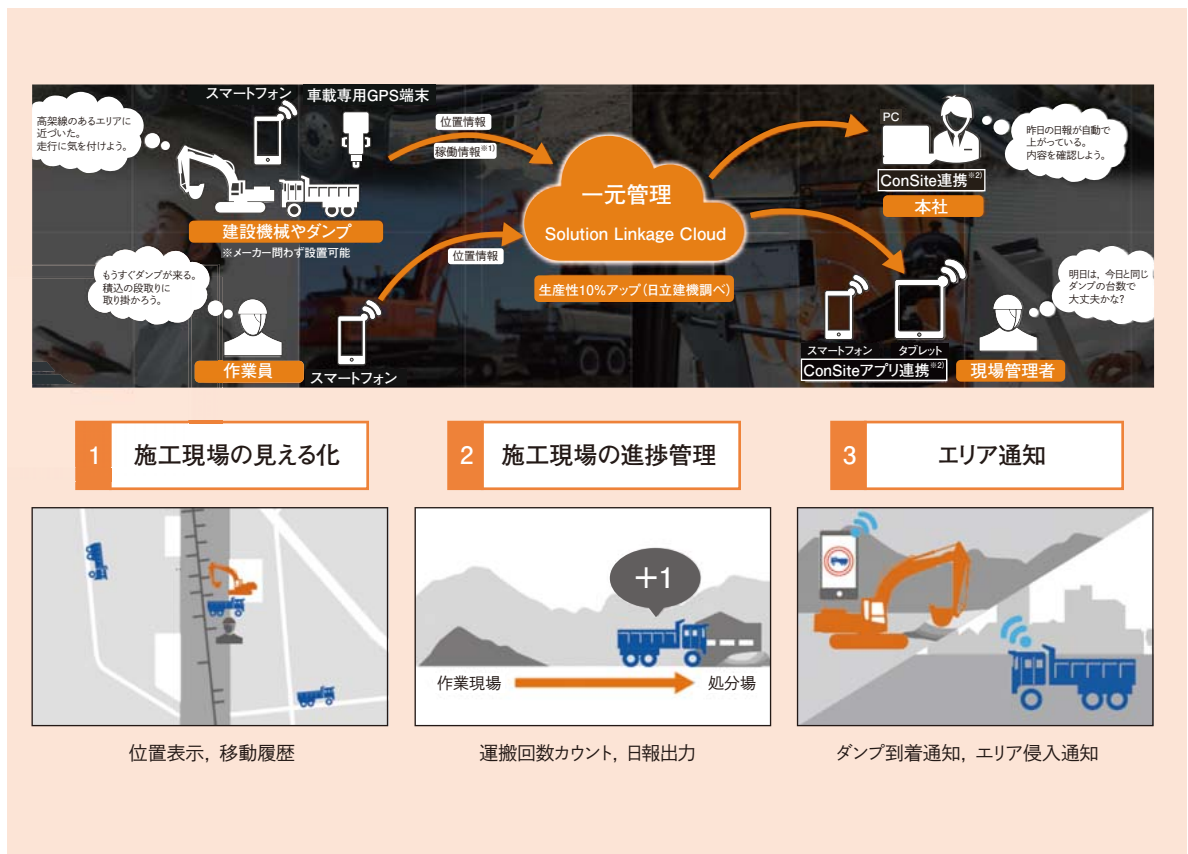 スマートフォン
車載専用GPS端末
高架線のあるエリアに
近づいた。
走行に気を付けよう。
位置情報
稼働情報※1)
建設機械やダンプ
※メーカー問わず設置可能
もうすぐダンプが来る。
積込の段取りに
取り掛かろう。
作業員
スマートフォン
位置情報
一元管理
Solution Linkage Cloud
生産性10%アップ(日立建機調べ)
PC
昨日の日報が自動で
上がっている。
内容を確認しよう。
ConSite連携※2)
本社
明日は,今日と同じ
ダンプの台数で
大丈夫かな?
スマートフォン
タブレット
ConSiteアプリ連携※2)
現場管理者
1 施工現場の見える化
位置表示, 移動履歴
2 施工現場の進捗管理
+1
作業現場
処分場
運搬回数カウント, 日報出力
3 エリア通知
ダンプ到着通知, エリア侵入通知